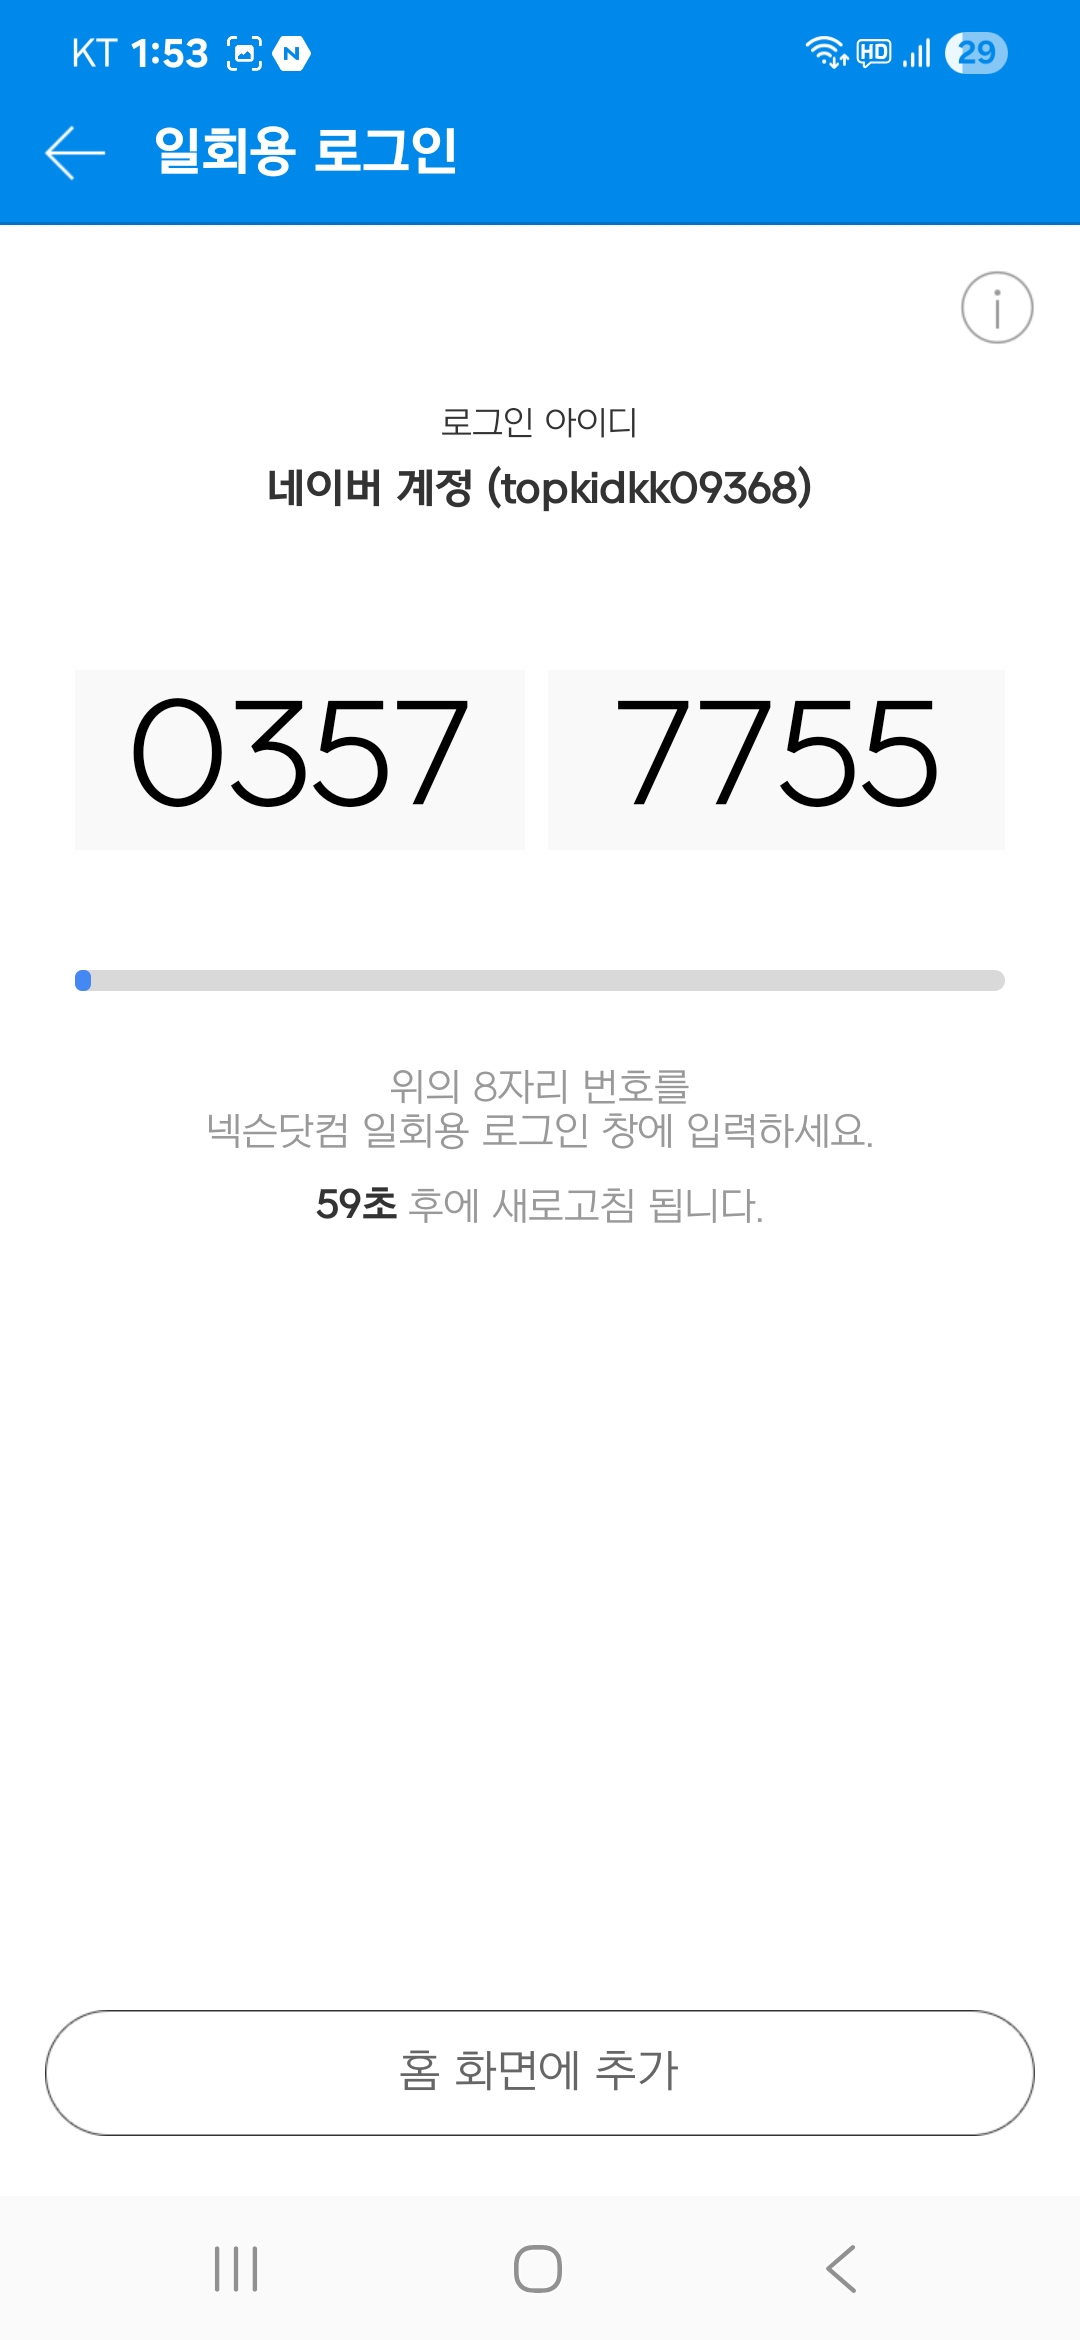 KT 1:53 N HD 29
일회용 로그인
i
로그인 아이디
네이버 계정 (topkidkk09368)
0357 7755
위의 8자리 번호를
넥슨닷컴 일회용 로그인 창에 입력하세요.
59초 후에 새로고침 됩니다.
홈 화면에 추가